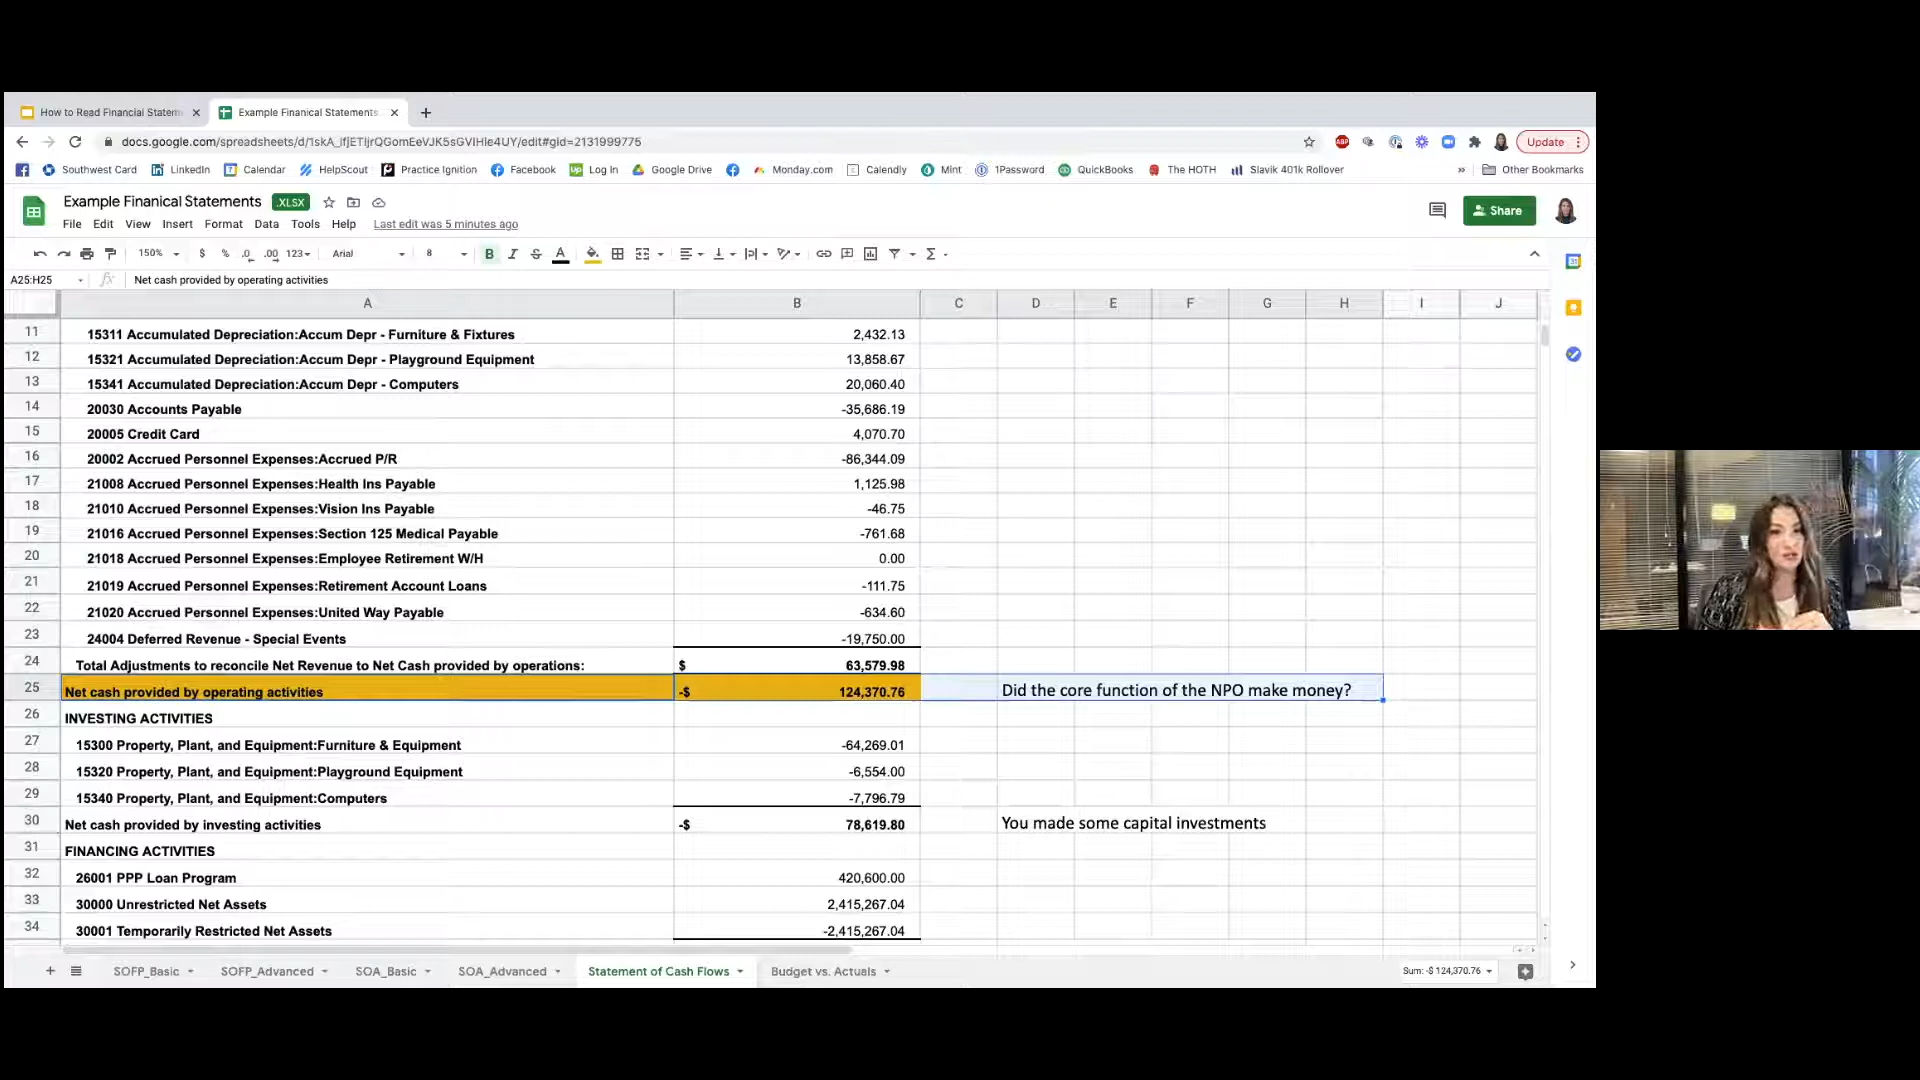 How to Read Financial Statem
Example Finanical Statements
docs.google.com/spreadsheets/d/1skA_lfjETljrQGomEeVJK5sGVIHle4UY/edit#gid=2131999775
Update
Southwest Card LinkedIn Calendar HelpScout Practice Ignition Facebook Log In Google Drive Monday.com Calendly Mint 1Password QuickBooks The HOTH Slavik 401k Rollover » Other Bookmarks
Example Finanical Statements .XLSX
Share
File Edit View Insert Format Data Tools Help Last edit was 5 minutes ago
150% $ % .0 .00 123 Arial 8 B I S A
A25:H25 fx Net cash provided by operating activities
A B C D E F G H I J
11 15311 Accumulated Depreciation:Accum Depr - Furniture & Fixtures 2,432.13
12 15321 Accumulated Depreciation:Accum Depr - Playground Equipment 13,858.67
13 15341 Accumulated Depreciation:Accum Depr - Computers 20,060.40
14 20030 Accounts Payable -35,686.19
15 20005 Credit Card 4,070.70
16 20002 Accrued Personnel Expenses:Accrued P/R -86,344.09
17 21008 Accrued Personnel Expenses:Health Ins Payable 1,125.98
18 21010 Accrued Personnel Expenses:Vision Ins Payable -46.75
19 21016 Accrued Personnel Expenses:Section 125 Medical Payable -761.68
20 21018 Accrued Personnel Expenses:Employee Retirement W/H 0.00
21 21019 Accrued Personnel Expenses:Retirement Account Loans -111.75
22 21020 Accrued Personnel Expenses:United Way Payable -634.60
23 24004 Deferred Revenue - Special Events -19,750.00
24 Total Adjustments to reconcile Net Revenue to Net Cash provided by operations: $ 63,579.98
25 Net cash provided by operating activities -$ 124,370.76 Did the core function of the NPO make money?
26 INVESTING ACTIVITIES
27 15300 Property, Plant, and Equipment:Furniture & Equipment -64,269.01
28 15320 Property, Plant, and Equipment:Playground Equipment -6,554.00
29 15340 Property, Plant, and Equipment:Computers -7,796.79
30 Net cash provided by investing activities -$ 78,619.80 You made some capital investments
31 FINANCING ACTIVITIES
32 26001 PPP Loan Program 420,600.00
33 30000 Unrestricted Net Assets 2,415,267.04
34 30001 Temporarily Restricted Net Assets -2,415,267.04
SOFP_Basic SOFP_Advanced SOA_Basic SOA_Advanced Statement of Cash Flows Budget vs. Actuals Sum: -$ 124,370.76